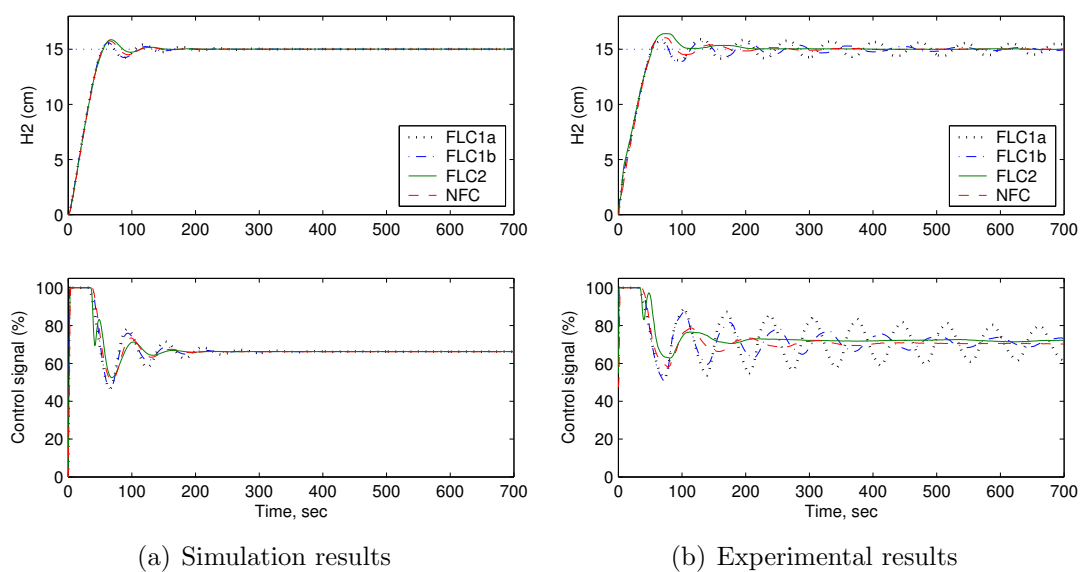 H2 (cm)
15
10
5
0
0 100 200 300 400 500 600 700
FLC1a
FLC1b
FLC2
NFC
Control signal (%)
100
80
60
40
20
0
0 100 200 300 400 500 600 700
Time, sec
(a) Simulation results
H2 (cm)
15
10
5
0
0 100 200 300 400 500 600 700
FLC1a
FLC1b
FLC2
NFC
Control signal (%)
100
80
60
40
20
0
0 100 200 300 400 500 600 700
Time, sec
(b) Experimental results